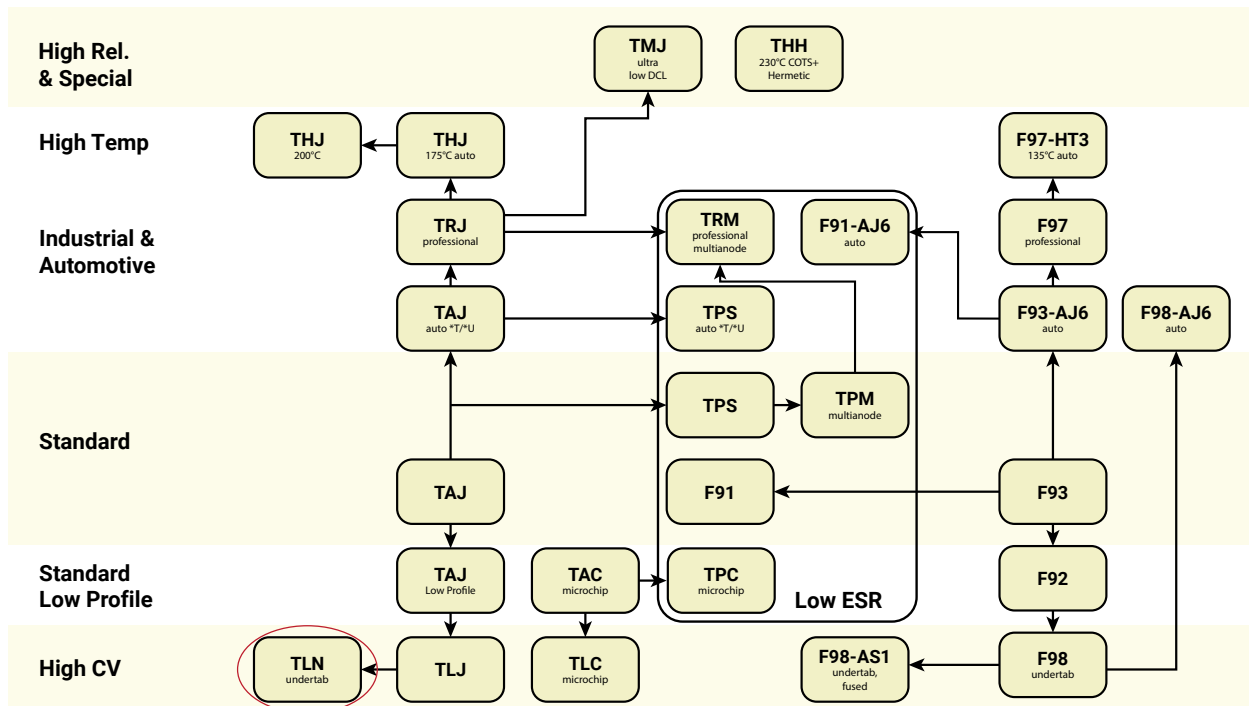 High Rel.
& Special
TMJ
ultra
low DCL
THH
230°C COTS+
Hermetic
High Temp
THJ
200°C
THJ
175°C auto
F97-HT3
135°C auto
Industrial &
Automotive
TRJ
professional
TRM
professional
multianode
F91-AJ6
auto
F97
professional
TAJ
auto *T/*U
TPS
auto *T/*U
F93-AJ6
auto
F98-AJ6
auto
Standard
TPS
TPM
multianode
TAJ
F91
F93
Standard
Low Profile
TAJ
Low Profile
TAC
microchip
TPC
microchip
Low ESR
F92
High CV
TLN
undertab
TLJ
TLC
microchip
F98-AS1
undertab,
fused
F98
undertab